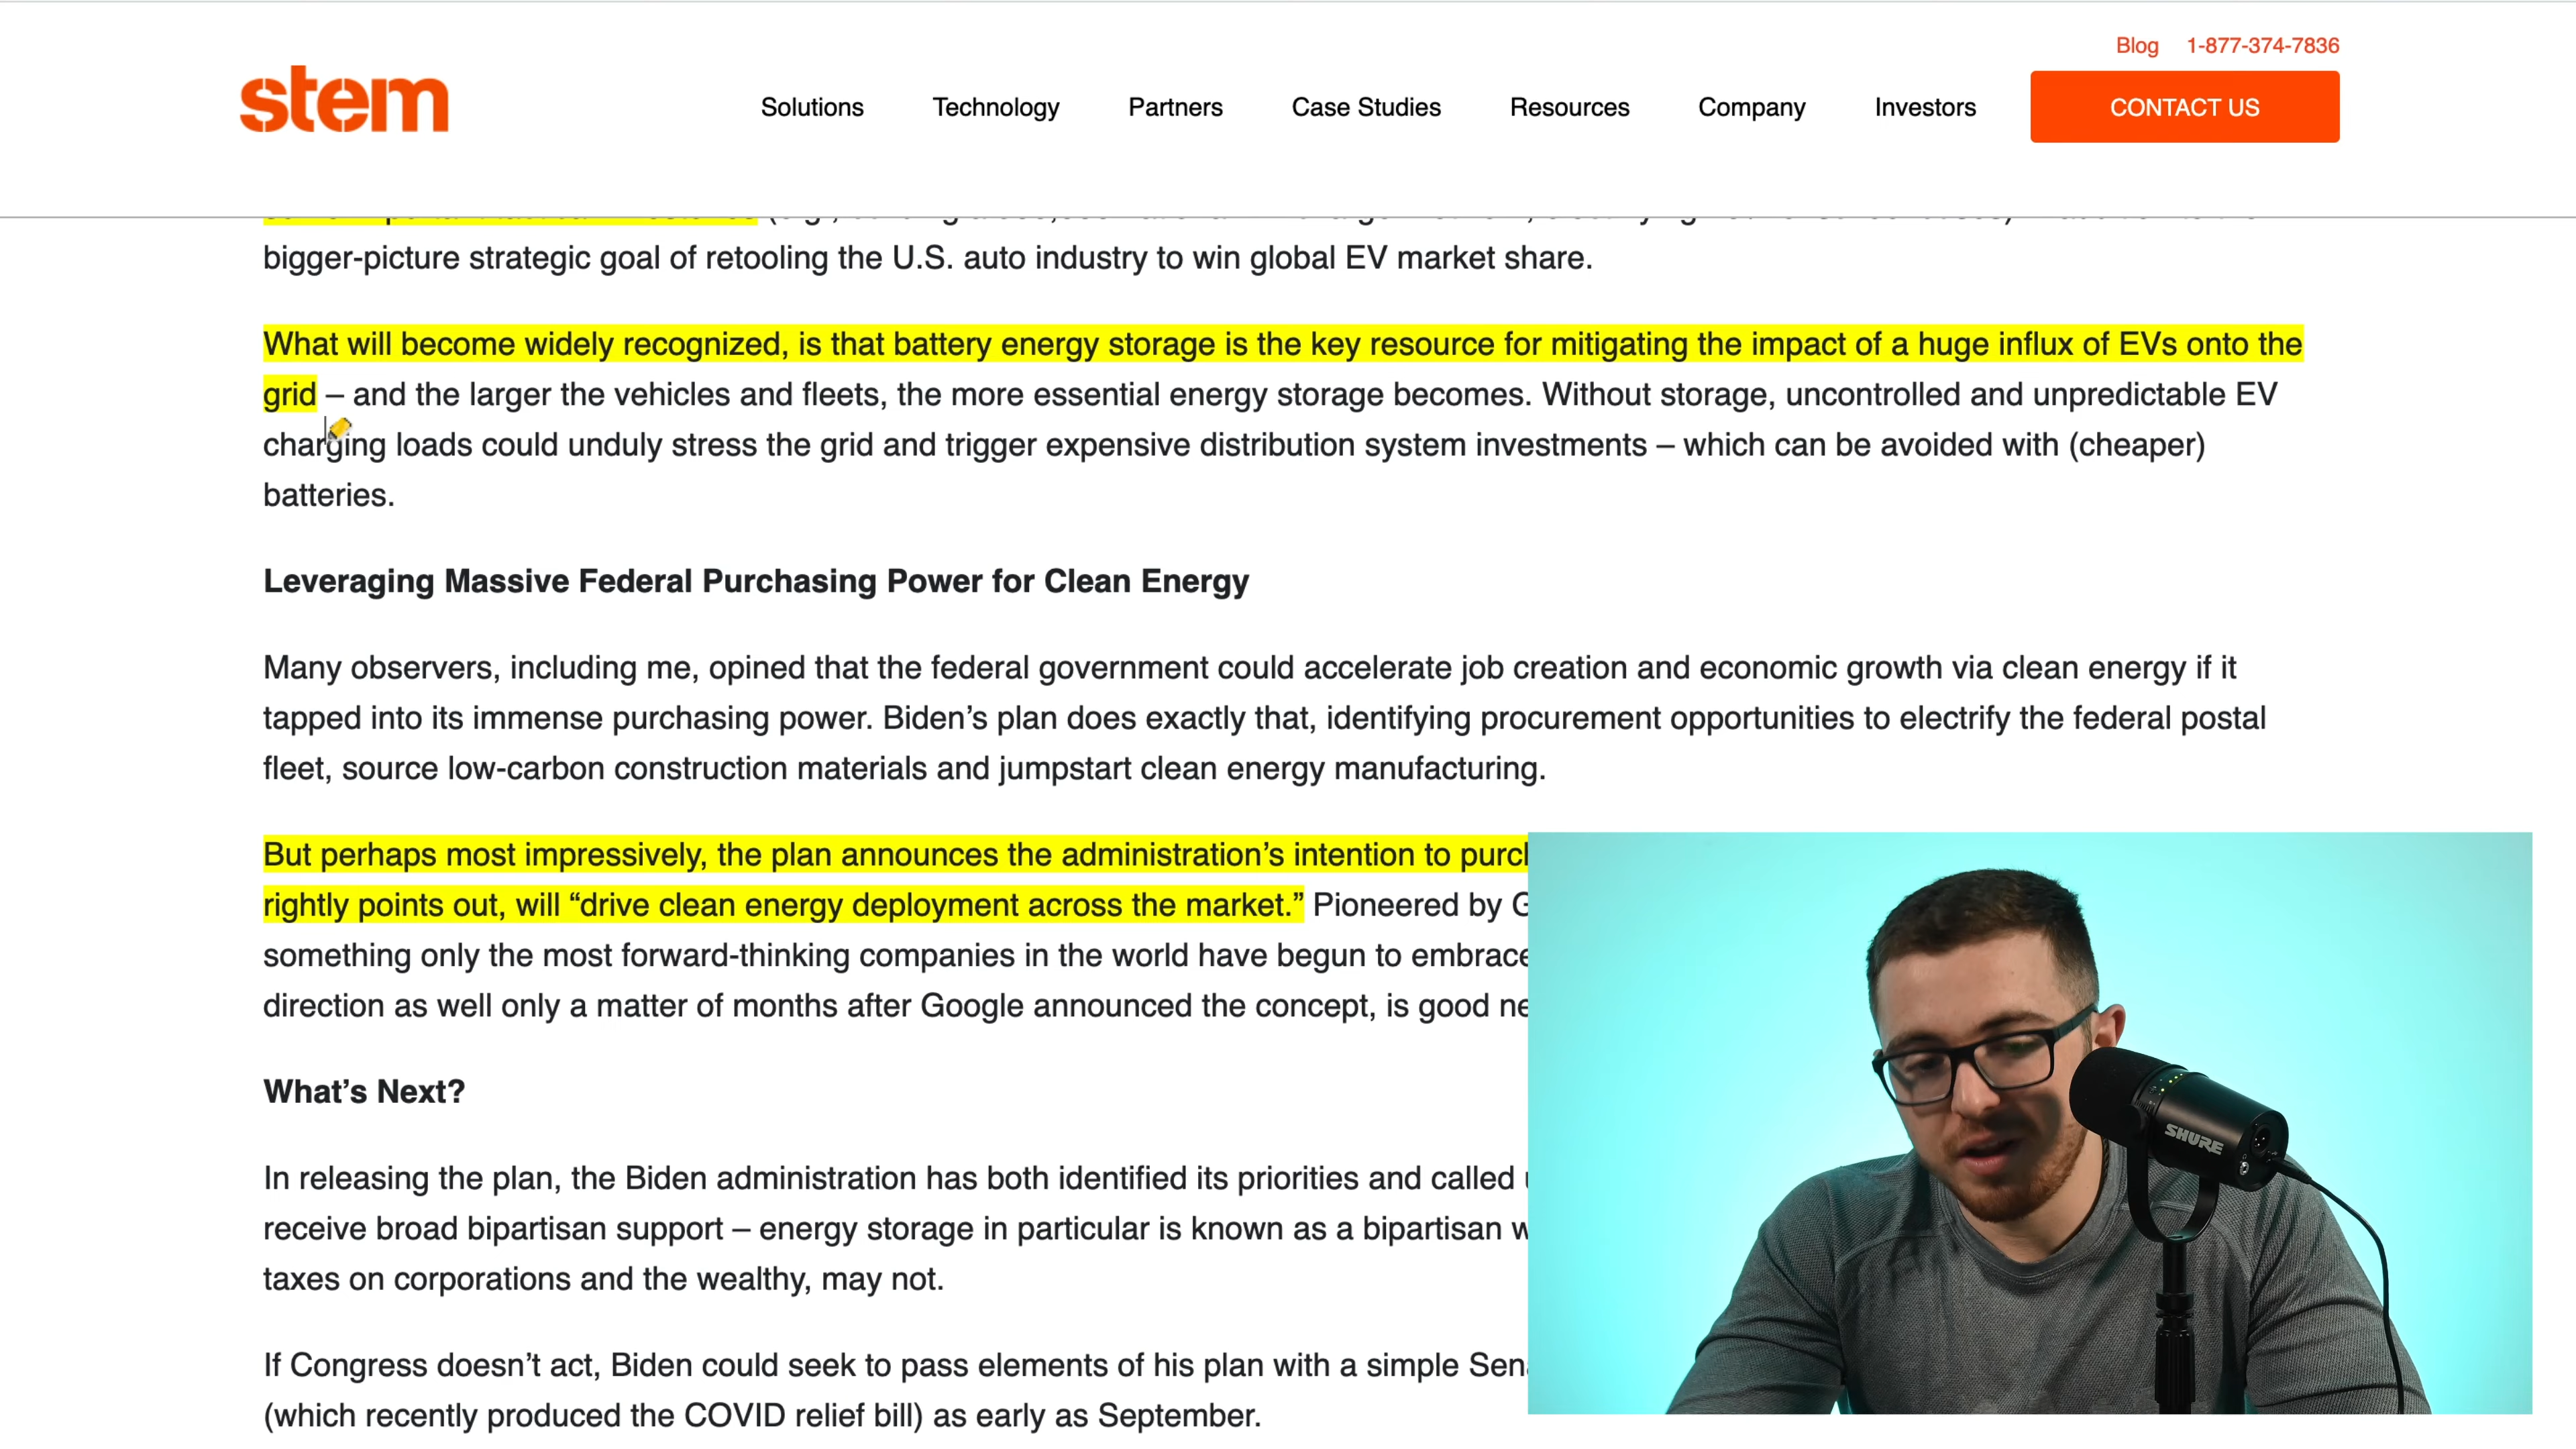 Blog 1-877-374-7836
stem Solutions Technology Partners Case Studies Resources Company Investors CONTACT US
bigger-picture strategic goal of retooling the U.S. auto industry to win global EV market share.
What will become widely recognized, is that battery energy storage is the key resource for mitigating the impact of a huge influx of EVs onto the
grid – and the larger the vehicles and fleets, the more essential energy storage becomes. Without storage, uncontrolled and unpredictable EV
charging loads could unduly stress the grid and trigger expensive distribution system investments – which can be avoided with (cheaper)
batteries.
Leveraging Massive Federal Purchasing Power for Clean Energy
Many observers, including me, opined that the federal government could accelerate job creation and economic growth via clean energy if it
tapped into its immense purchasing power. Biden’s plan does exactly that, identifying procurement opportunities to electrify the federal postal
fleet, source low-carbon construction materials and jumpstart clean energy manufacturing.
But perhaps most impressively, the plan announces the administration’s intention to
rightly points out, will “drive clean energy deployment across the market.” Pioneered by
something only the most forward-thinking companies in the world have begun to embrace
direction as well only a matter of months after Google announced the concept, is good
What’s Next?
In releasing the plan, the Biden administration has both identified its priorities and called
receive broad bipartisan support – energy storage in particular is known as a bipartisan
taxes on corporations and the wealthy, may not.
If Congress doesn’t act, Biden could seek to pass elements of his plan with a simple
(which recently produced the COVID relief bill) as early as September.
SHURE